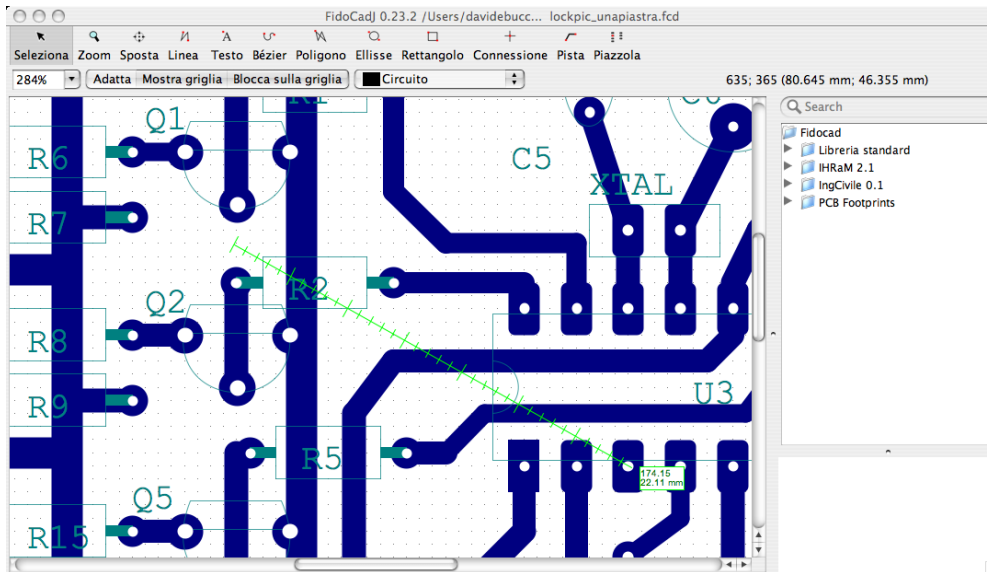 FidoCadJ 0.23.2 /Users/davidebucc... lockpic_unapiastra.fcd
Seleziona Zoom Sposta Linea Testo Bézier Poligono Ellisse Rettangolo Connessione Pista Piazzola
284% Adatta Mostra griglia Blocca sulla griglia Circuito 635; 365 (80.645 mm; 46.355 mm)
Search
Fidocad
Libreria standard
IHRaM 2.1
IngCivile 0.1
PCB Footprints
Q1
R6
C5
XTAL
R7
R2
Q2
R8
U3
R9
R5
174.15
22.11 mm
Q5
R15